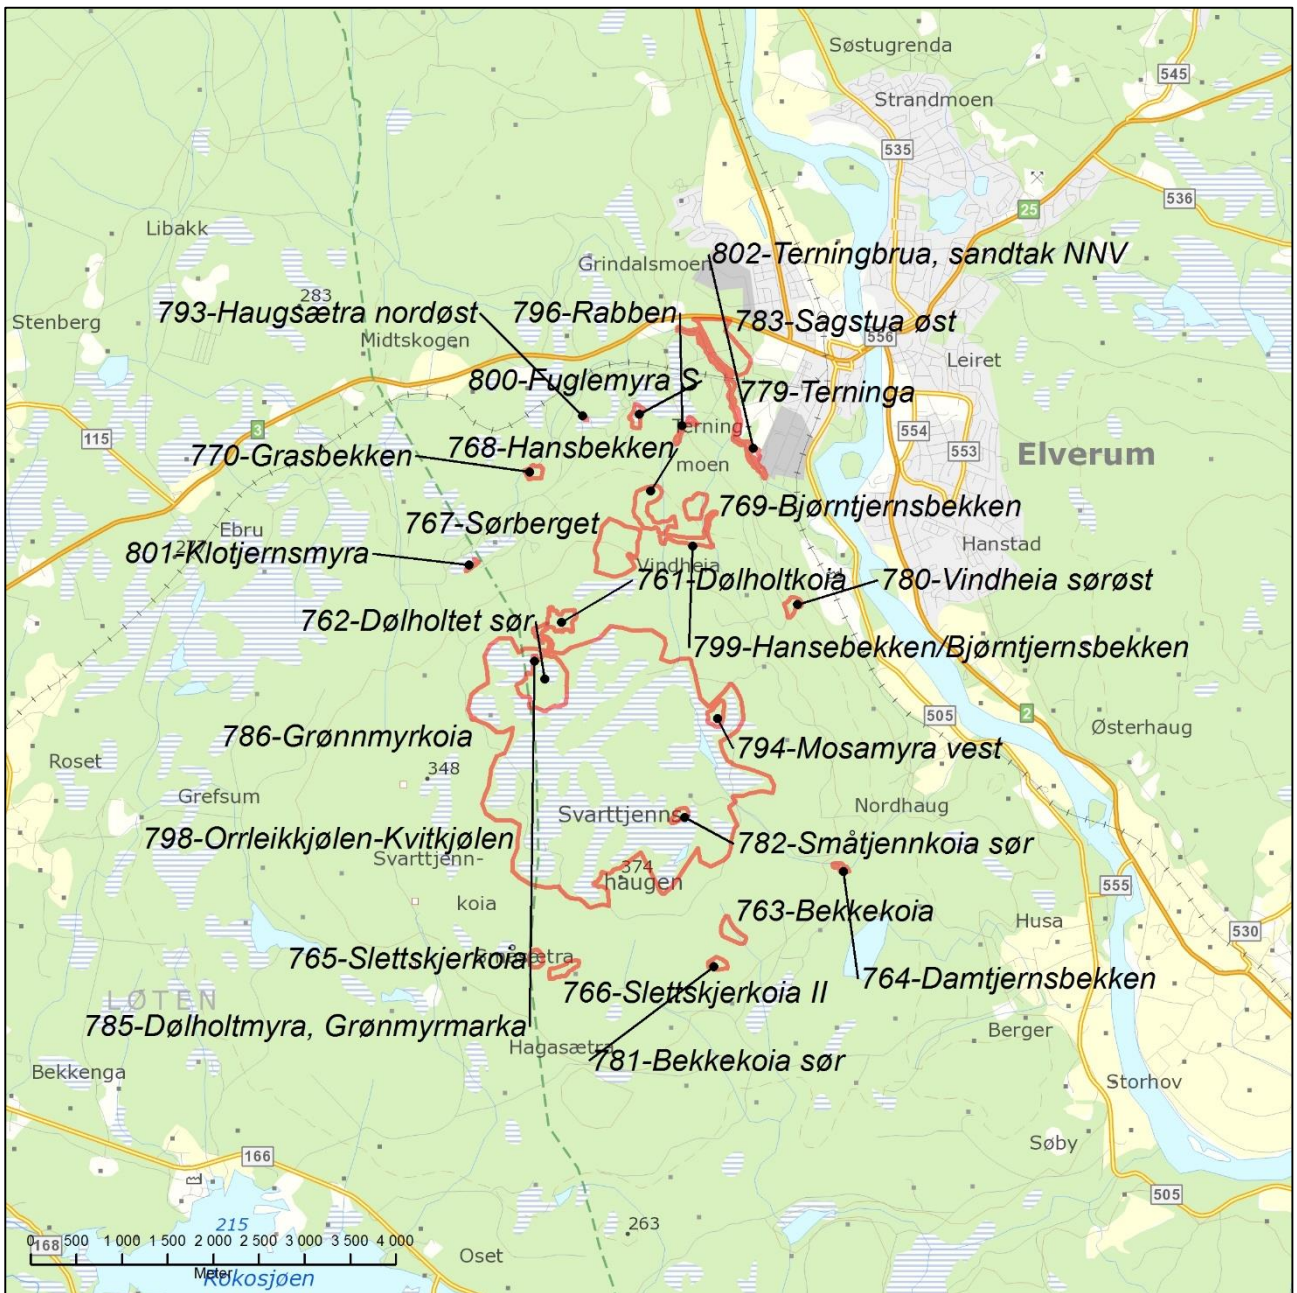 Søstugrenda
545
Strandmoen
535
536
25
Libakk
Grindalsmoen
802-Terningbrua, sandtak NNV
283
793-Haugsætra nordøst
796-Rabben
783-Sagstua øst
Stenberg
Midtskogen
556
Leiret
800-Fuglemyra S
779-Terninga
3
115
768-Hansbekken
Terning-
moen
554
553
Elverum
770-Grasbekken
767-Sørberget
769-Bjørntjernsbekken
Ebru
801-Klotjernsmyra
Hanstad
Vindheia
761-Dølholtkoia
780-Vindheia sørøst
762-Dølholtet sør
799-Hansebekken/Bjørntjernsbekken
505
2
Østerhaug
786-Grønnmyrkoia
794-Mosamyra vest
Roset
348
Grefsum
Nordhaug
Svarttjenns-
798-Orrleikkjølen-Kvitkjølen
782-Småtjennkoia sør
Svarttjenn-
374
haugen
555
koia
763-Bekkekoia
Husa
530
765-Slettskjerkoia
764-Damtjernsbekken
766-Slettskjerkoia II
LØTEN
785-Dølholtmyra, Grønmyrmarka
Berger
Hagasætra
781-Bekkekoia sør
Bekkenga
Storhov
Søby
166
505
215
263
0 500 1 000 1 500 2 000 2 500 3 000 3 500 4 000
168
Oset
Meter
Rokosjøen